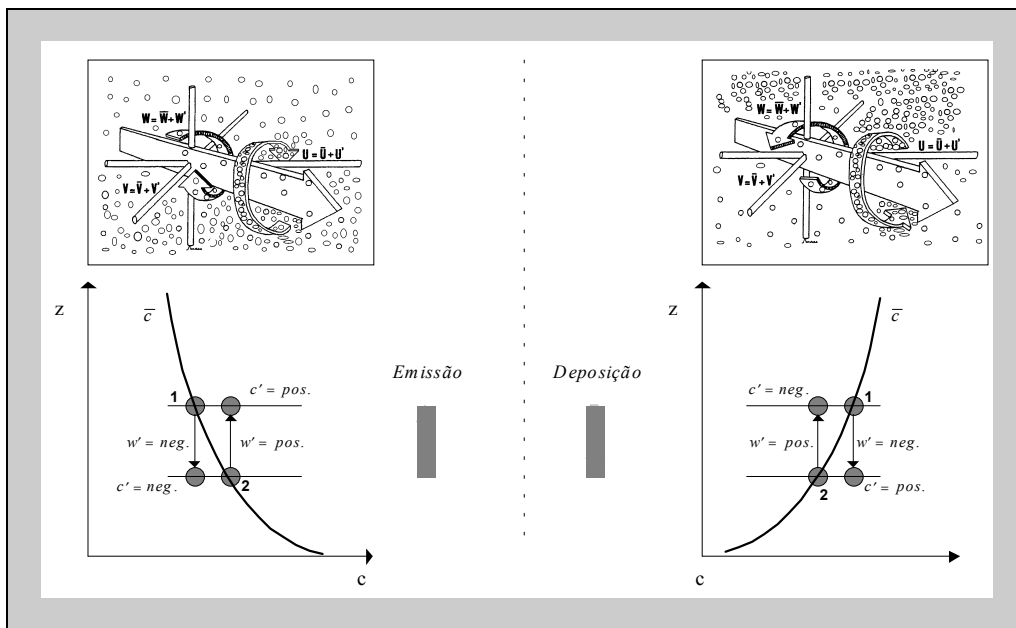 W = W̅ + W'
U = U̅ + U'
V = V̅ + V'
z
c̅
Emissão
1
c' = pos.
w' = neg.
w' = pos.
c' = neg.
2
c
W = W̅ + W'
U = U̅ + U'
V = V̅ + V'
z
c̅
Deposição
c' = neg.
1
w' = pos.
w' = neg.
2
c' = pos.
c